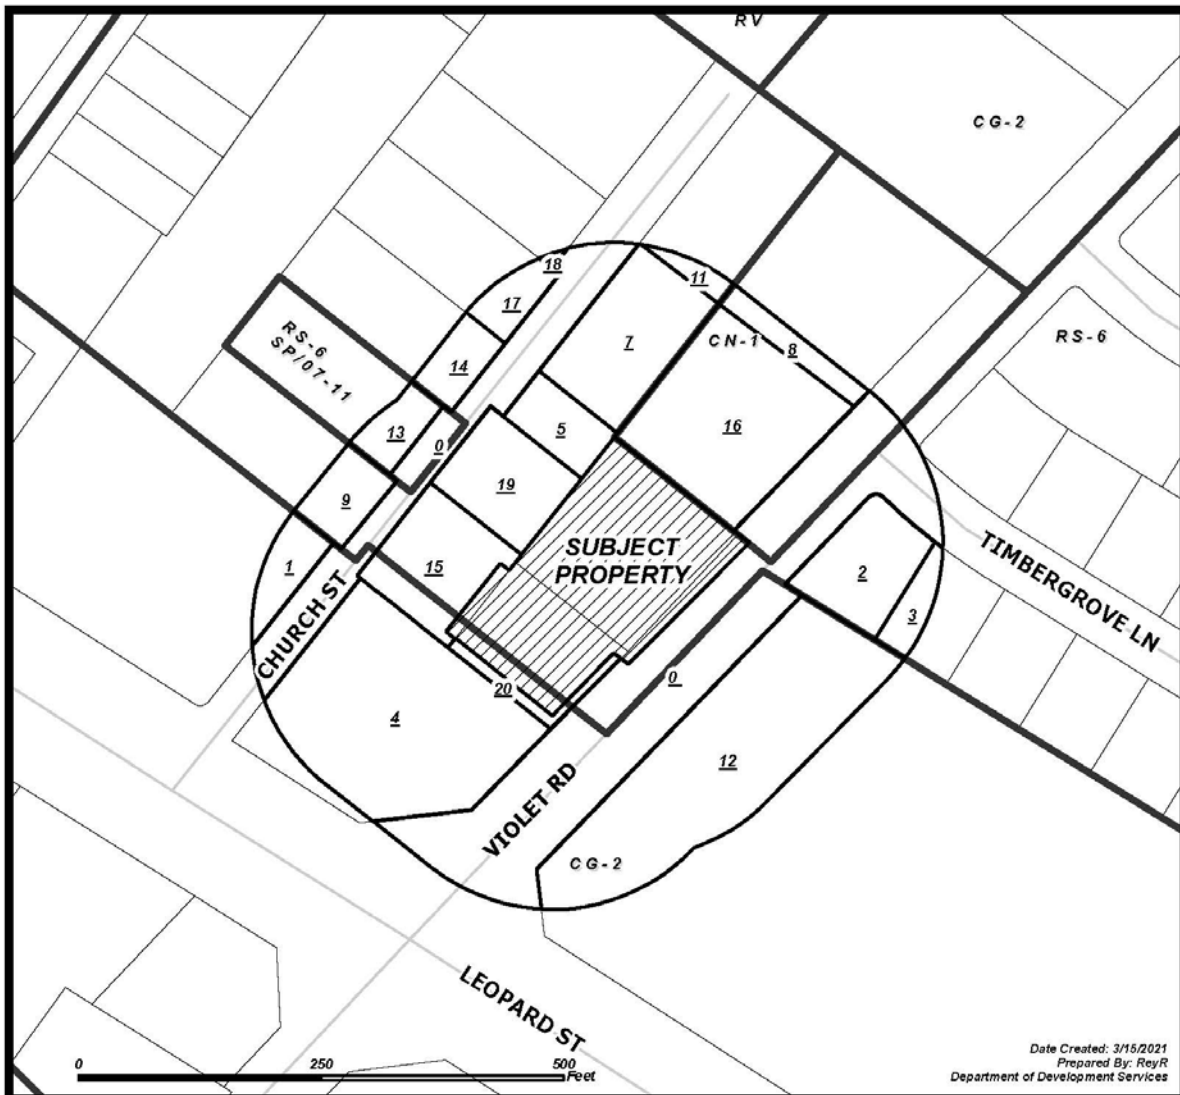 RV
CG-2
18
11
17
RS-6
SP/07-11
7
CN-1
8
RS-6
14
5
16
13
0
19
9
SUBJECT
PROPERTY
TIMBERGROVE LN
1
15
2
3
CHURCH ST
20
0
4
12
VIOLET RD
CG-2
LEOPARD ST
0
250
500
Feet
Date Created: 3/15/2021
Prepared By: ReyR
Department of Development Services